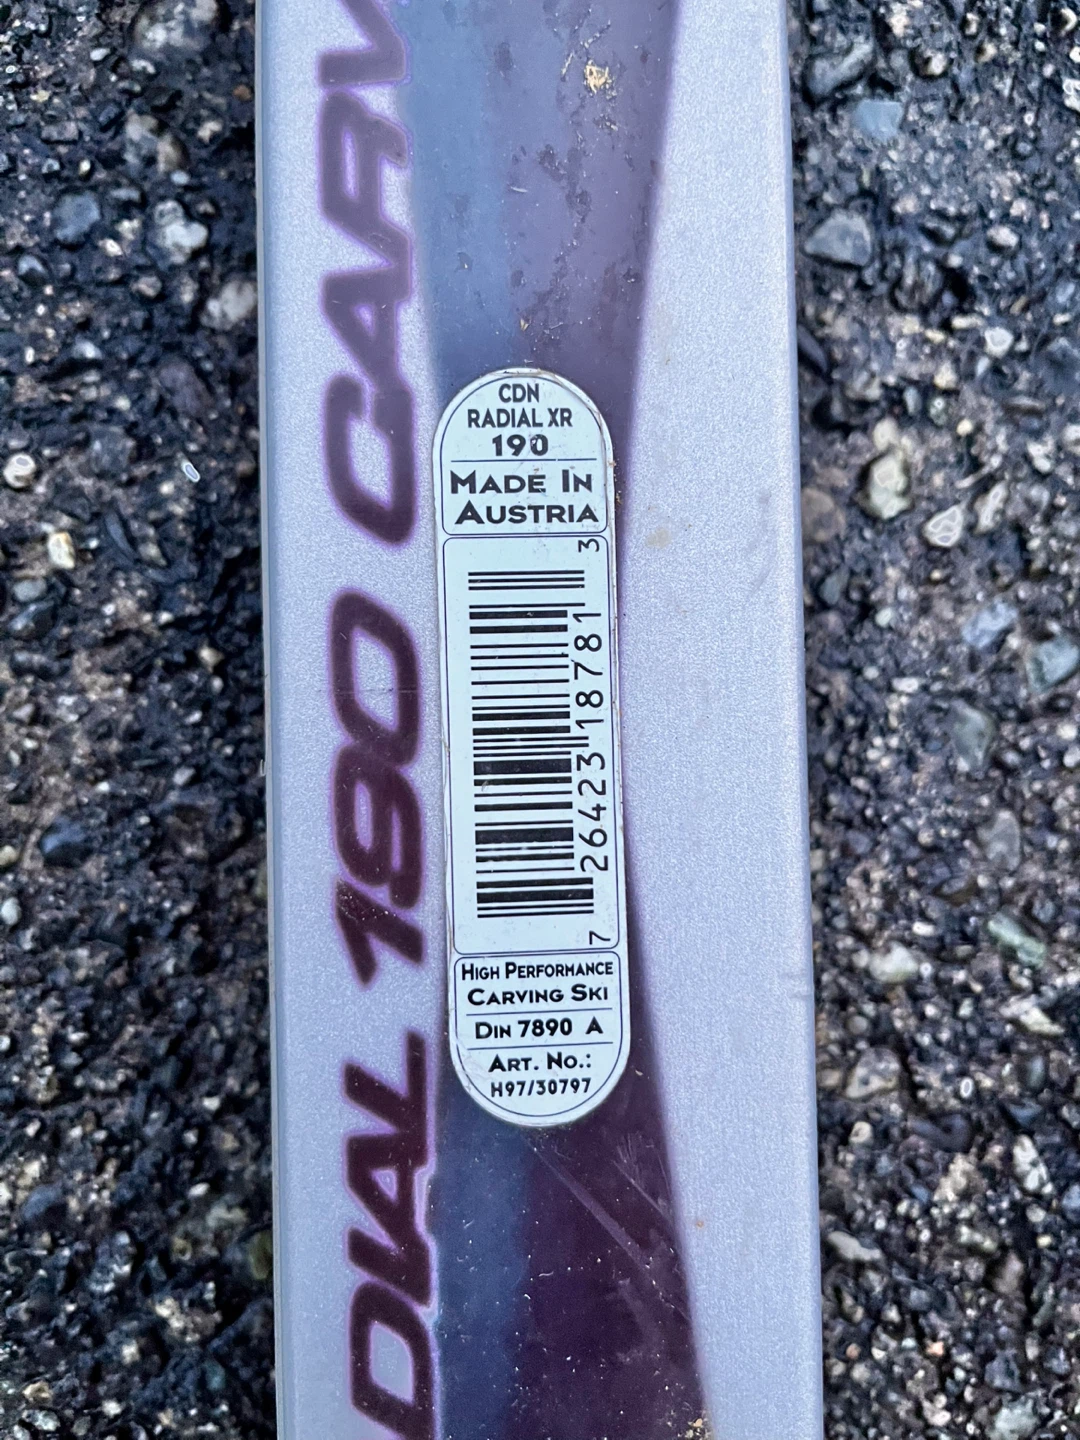 CDN
RADIAL XR
190
MADE IN
AUSTRIA
7 26423 18781 3
HIGH PERFORMANCE
CARVING SKI
DIN 7890 A
ART. NO.:
H97/30797
DIAL 190 CARV